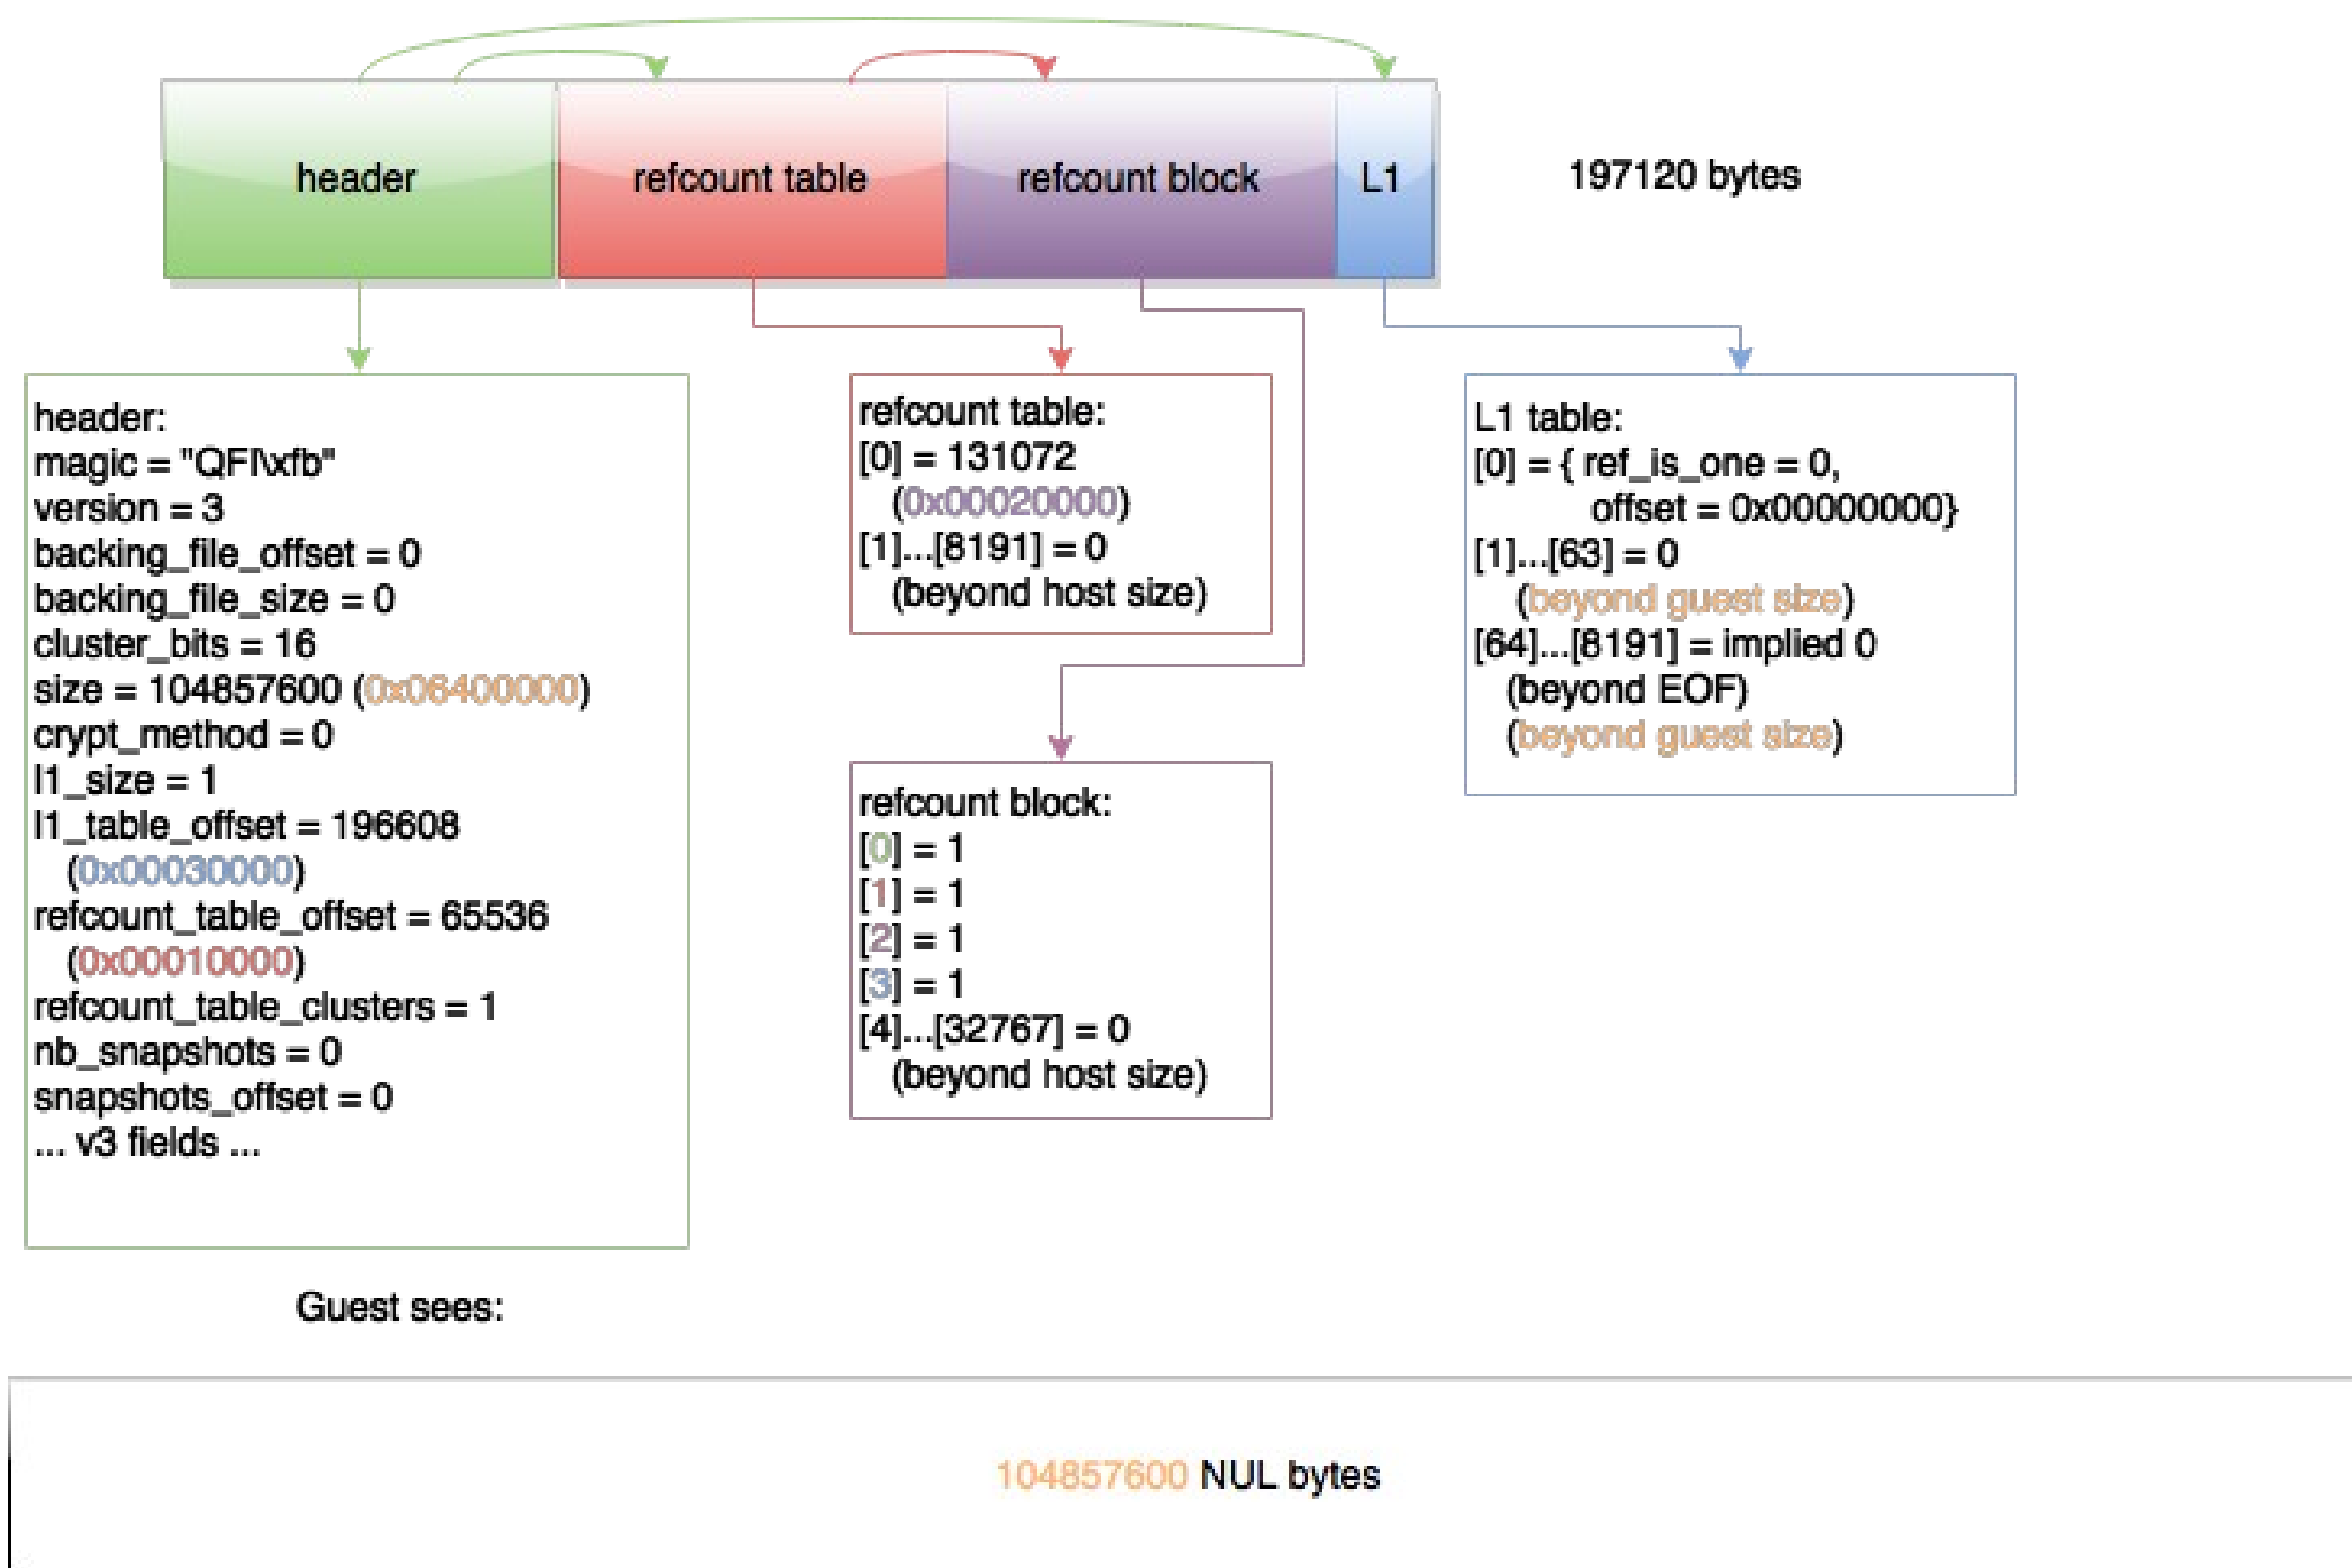 header
refcount table
refcount block
L1
197120 bytes
header:
magic = "QFI\xfb"
version = 3
backing_file_offset = 0
backing_file_size = 0
cluster_bits = 16
size = 104857600 (0x06400000)
crypt_method = 0
l1_size = 1
l1_table_offset = 196608
(0x00030000)
refcount_table_offset = 65536
(0x00010000)
refcount_table_clusters = 1
nb_snapshots = 0
snapshots_offset = 0
... v3 fields ...
refcount table:
[0] = 131072
(0x00020000)
[1]...[8191] = 0
(beyond host size)
refcount block:
[0] = 1
[1] = 1
[2] = 1
[3] = 1
[4]...[32767] = 0
(beyond host size)
L1 table:
[0] = { ref_is_one = 0,
offset = 0x00000000}
[1]...[63] = 0
(beyond guest size)
[64]...[8191] = implied 0
(beyond EOF)
(beyond guest size)
Guest sees:
104857600 NUL bytes